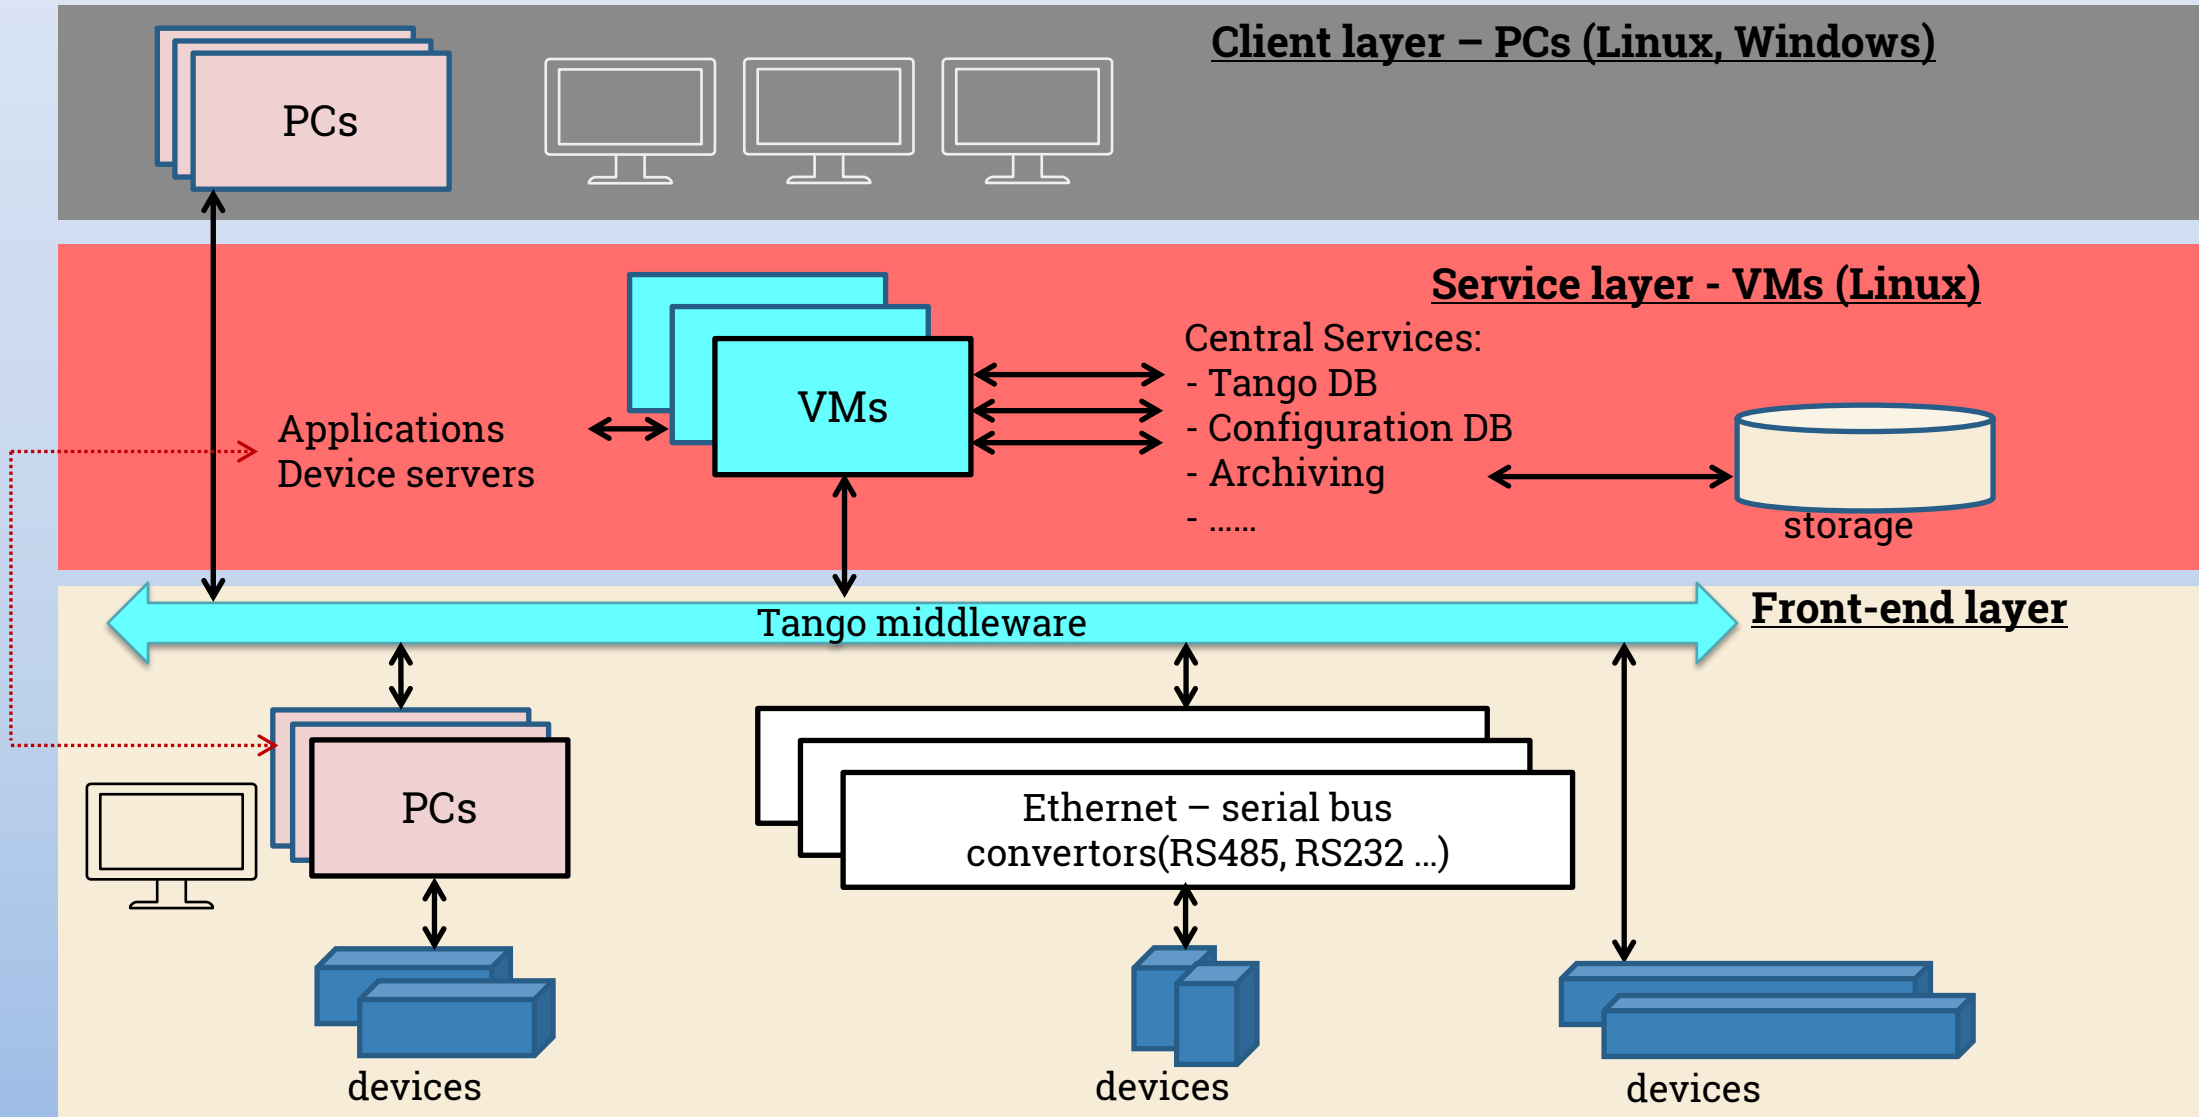 Client layer – PCs (Linux, Windows)
PCs
Service layer - VMs (Linux)
Central Services:
- Tango DB
- Configuration DB
- Archiving
- ......
VMs
Applications
Device servers
storage
Tango middleware
Front-end layer
PCs
Ethernet – serial bus
convertors(RS485, RS232 ...)
devices
devices
devices